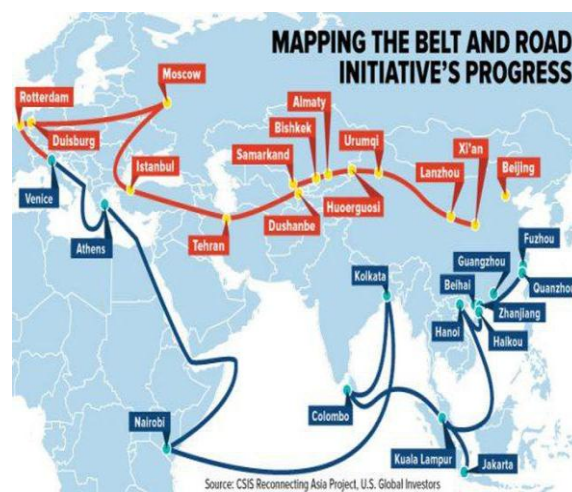 MAPPING THE BELT AND ROAD
INITIATIVE'S PROGRESS
Moscow
Rotterdam
Duisburg
Almaty
Bishkek
Urumqi
Xi'an
Samarkand
Lanzhou
Beijing
Istanbul
Venice
Huoerguosi
Dushanbe
Tehran
Athens
Fuzhou
Guangzhou
Kolkata
Beihai
Quanzhou
Zhanjiang
Hanoi
Haikou
Nairobi
Colombo
Kuala Lampur
Jakarta
Source: CSIS Reconnecting Asia Project, U.S. Global Investors